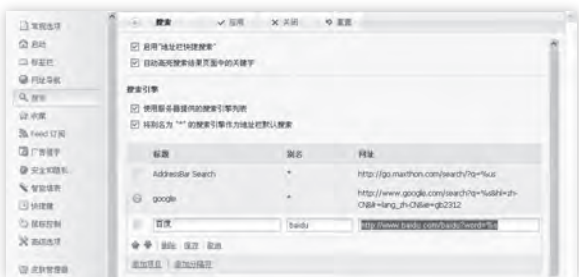 常规选项
启动
标签栏
网址导航
搜索
收藏
Feed 订阅
广告猎手
安全和隐私
智能填表
快捷键
鼠标控制
高级选项
皮肤管理器
搜索
应用
关闭
重置
启用"地址栏快捷搜索"
自动高亮搜索结果页面中的关键字
搜索引擎
使用服务器提供的搜索引擎列表
将别名为 "*" 的搜索引擎作为地址栏默认搜索
标题 别名 网址
AddressBar Search * http://go.maxthon.com/search/?q=%us
google * http://www.google.com/search?q=%s&hl=zh-
CN&lr=lang_zh-CN&ie=gb2312
百度 baidu http://www.baidu.com/baidu?word=%s
删除 保存 取消
添加项目 | 添加分隔符